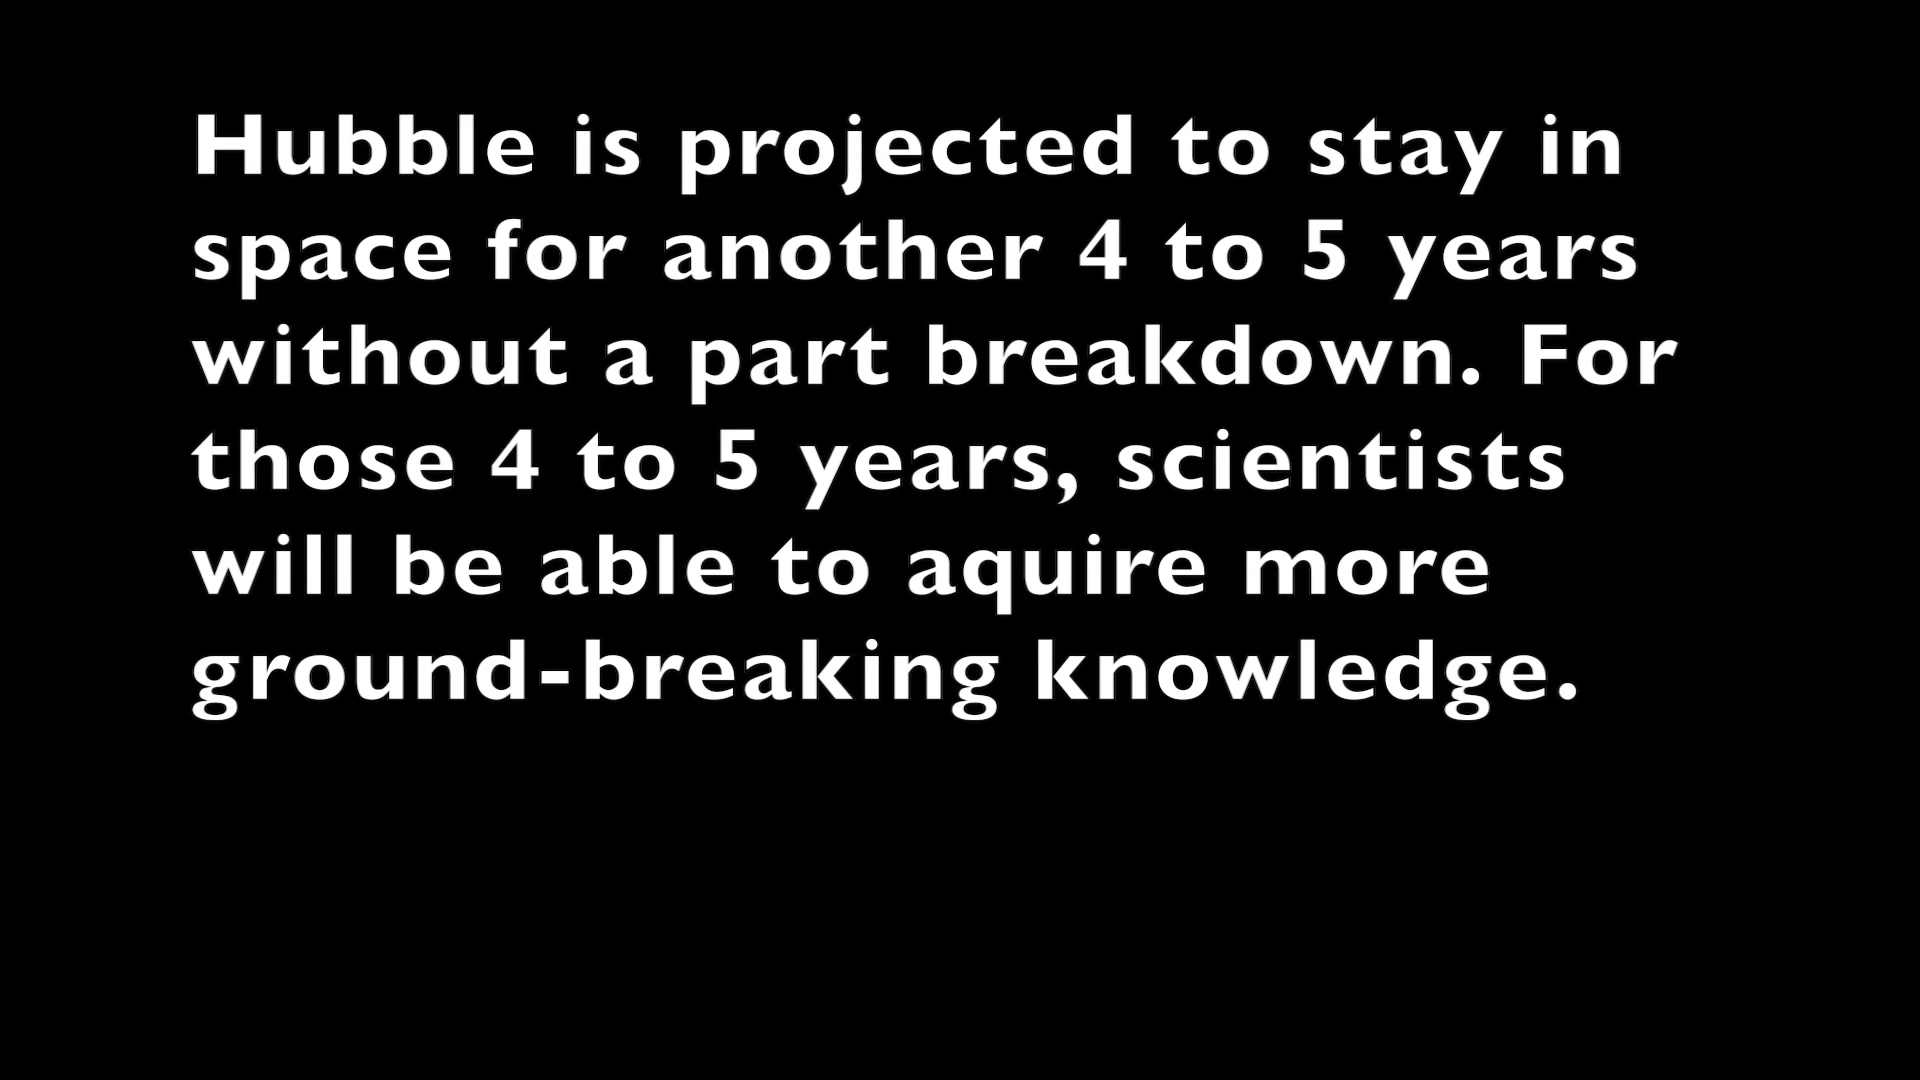 Hubble is projected to stay in
space for another 4 to 5 years
without a part breakdown. For
those 4 to 5 years, scientists
will be able to aquire more
ground-breaking knowledge.